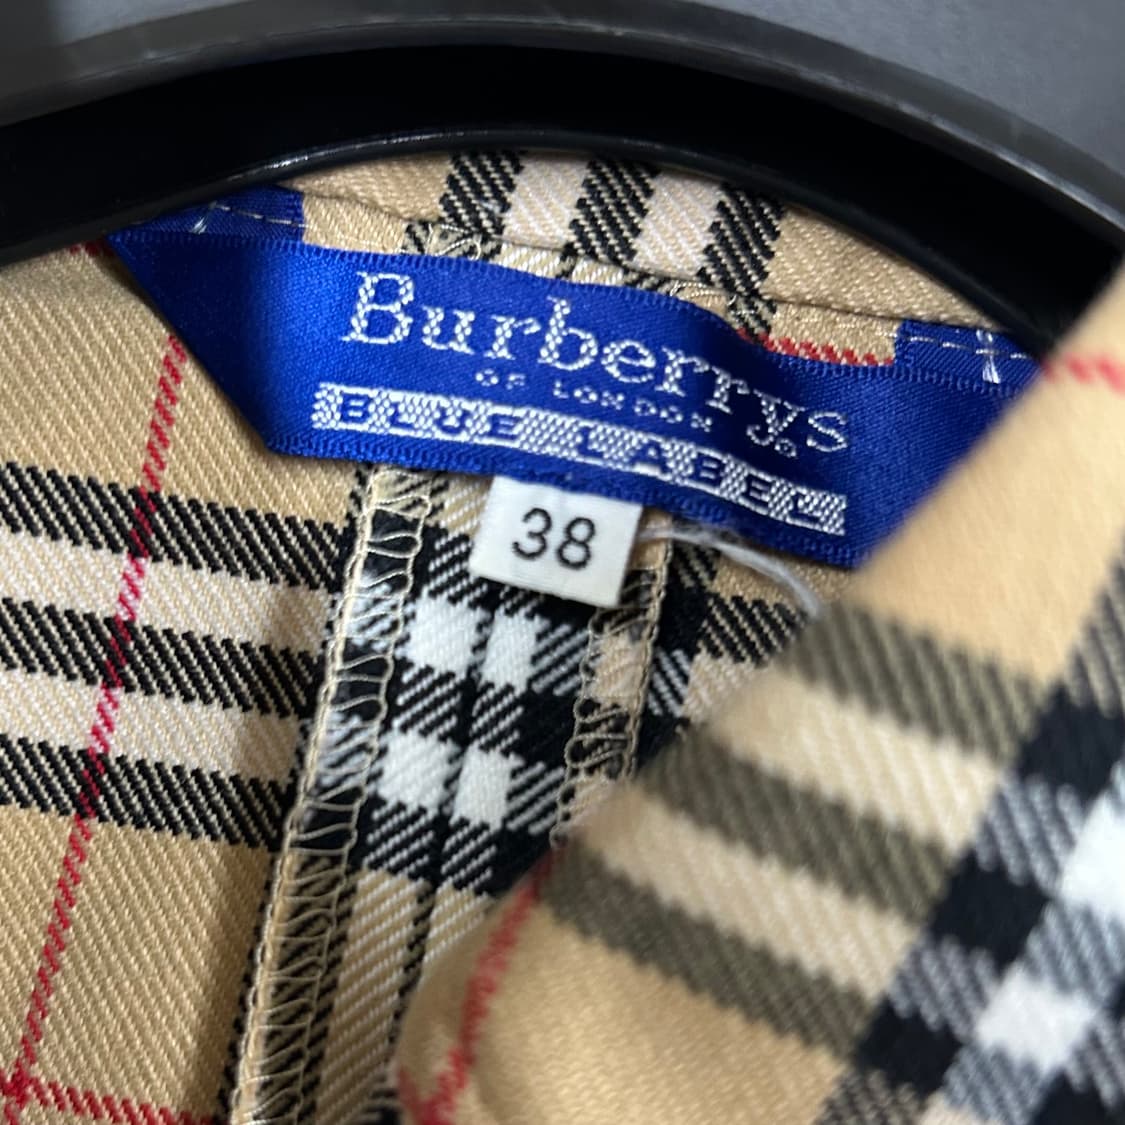 Burberrys
OF LONDON
BLUE LABEL
38